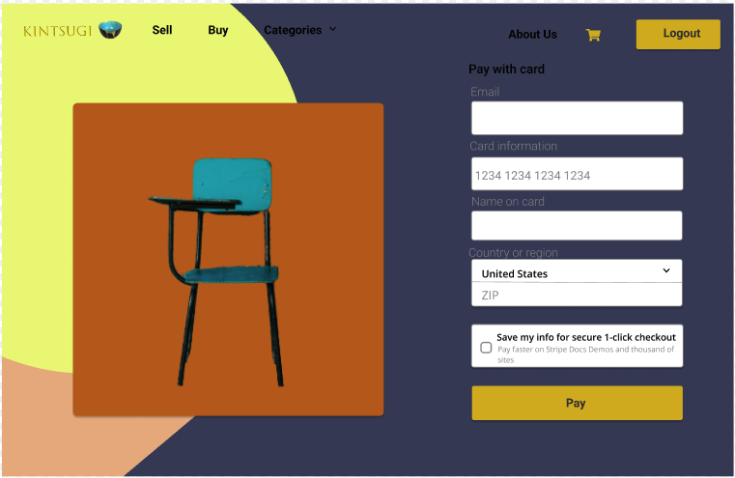 KINTSUGI
Sell
Buy
Categories
About Us
Logout
Pay with card
Email
Card information
1234 1234 1234 1234
Name on card
Country or region
United States
ZIP
Save my info for secure 1-click checkout
Pay faster on Stripe Docs Demos and thousand of
sites
Pay